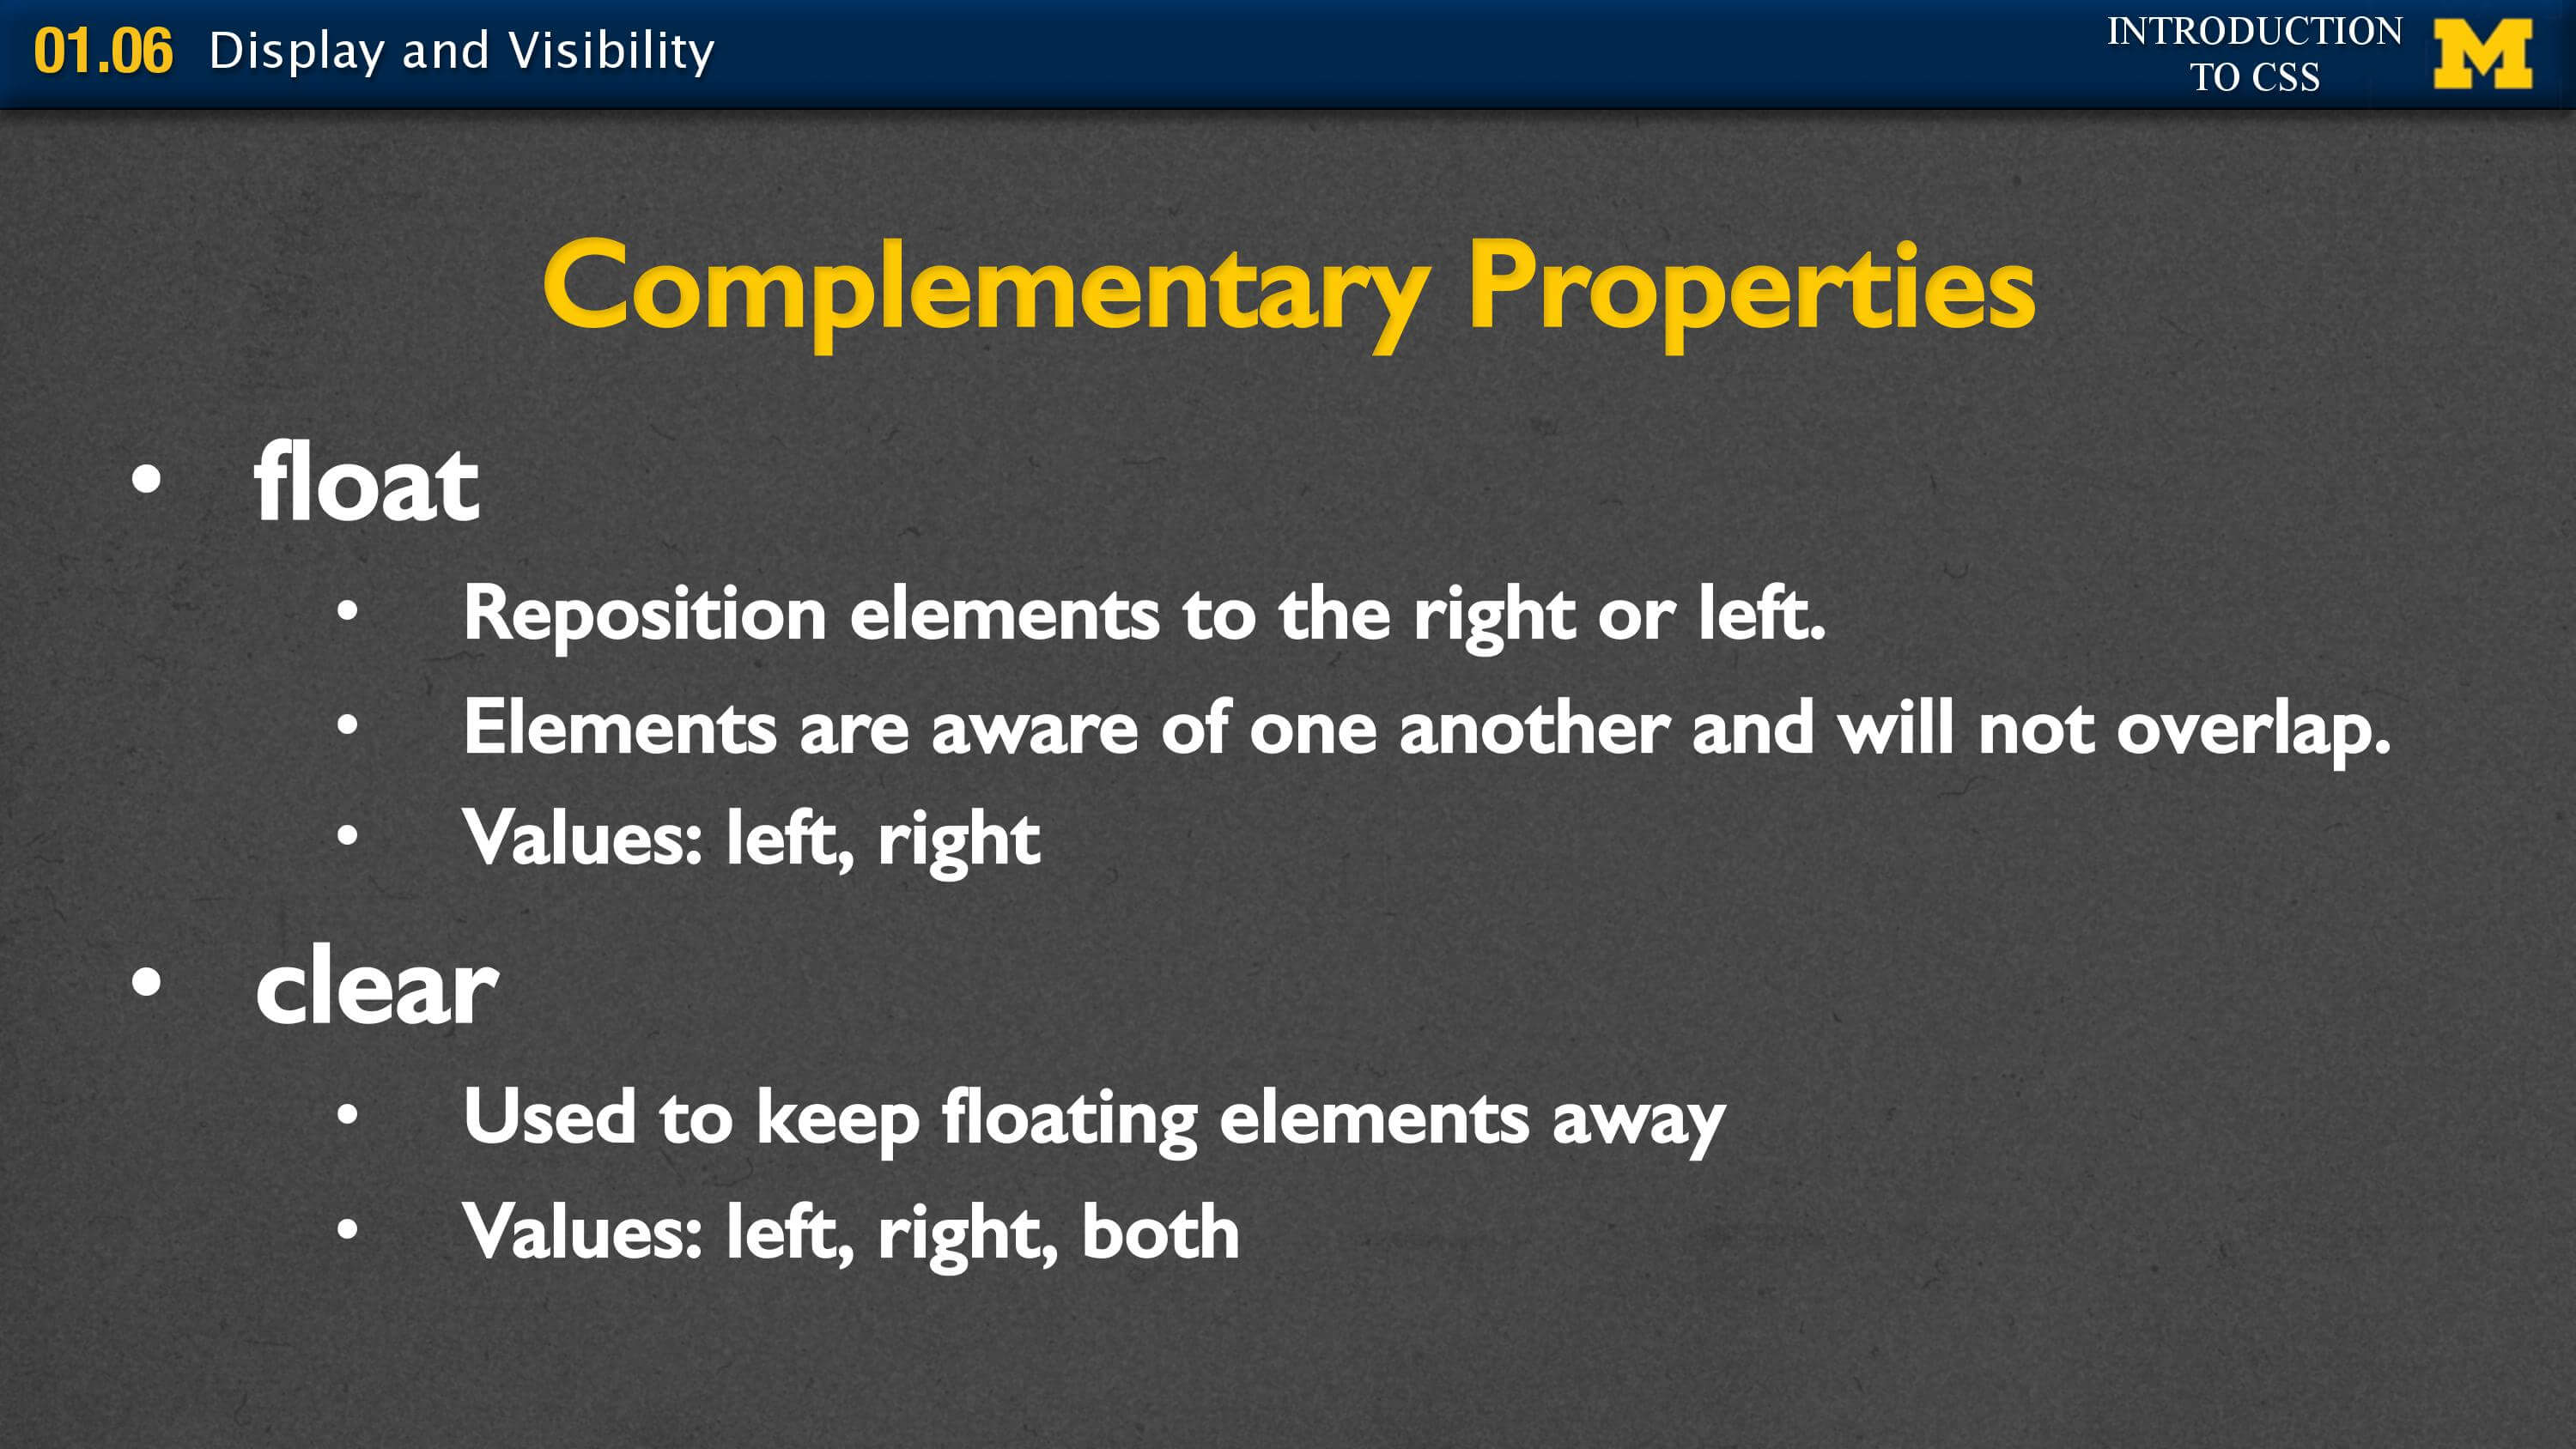 01.06 Display and Visibility
INTRODUCTION
TO CSS
M
Complementary Properties
• float
• Reposition elements to the right or left.
• Elements are aware of one another and will not overlap.
• Values: left, right
• clear
• Used to keep floating elements away
• Values: left, right, both